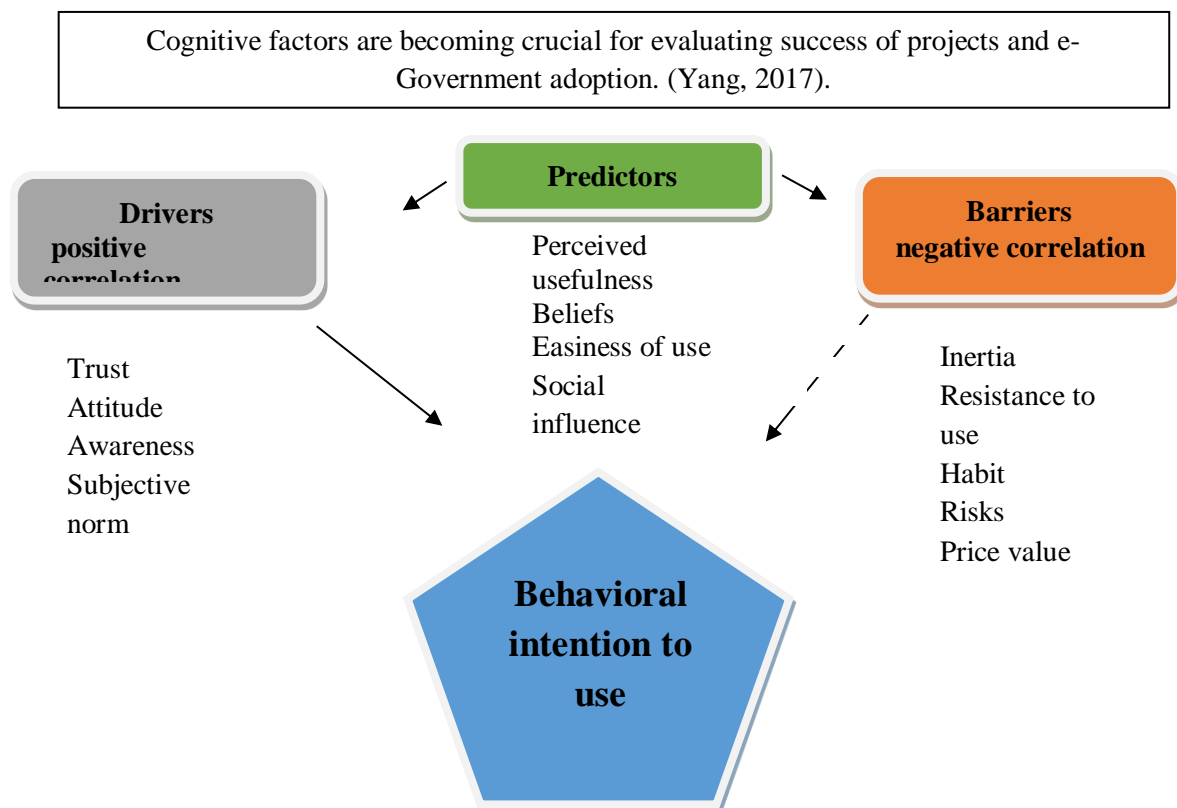 Cognitive factors are becoming crucial for evaluating success of projects and e-
Government adoption. (Yang, 2017).
Predictors
Drivers
positive
correlation
Barriers
negative correlation
Perceived
usefulness
Beliefs
Easiness of use
Social
influence
Trust
Attitude
Awareness
Subjective
norm
Inertia
Resistance to
use
Habit
Risks
Price value
Behavioral
intention to
use